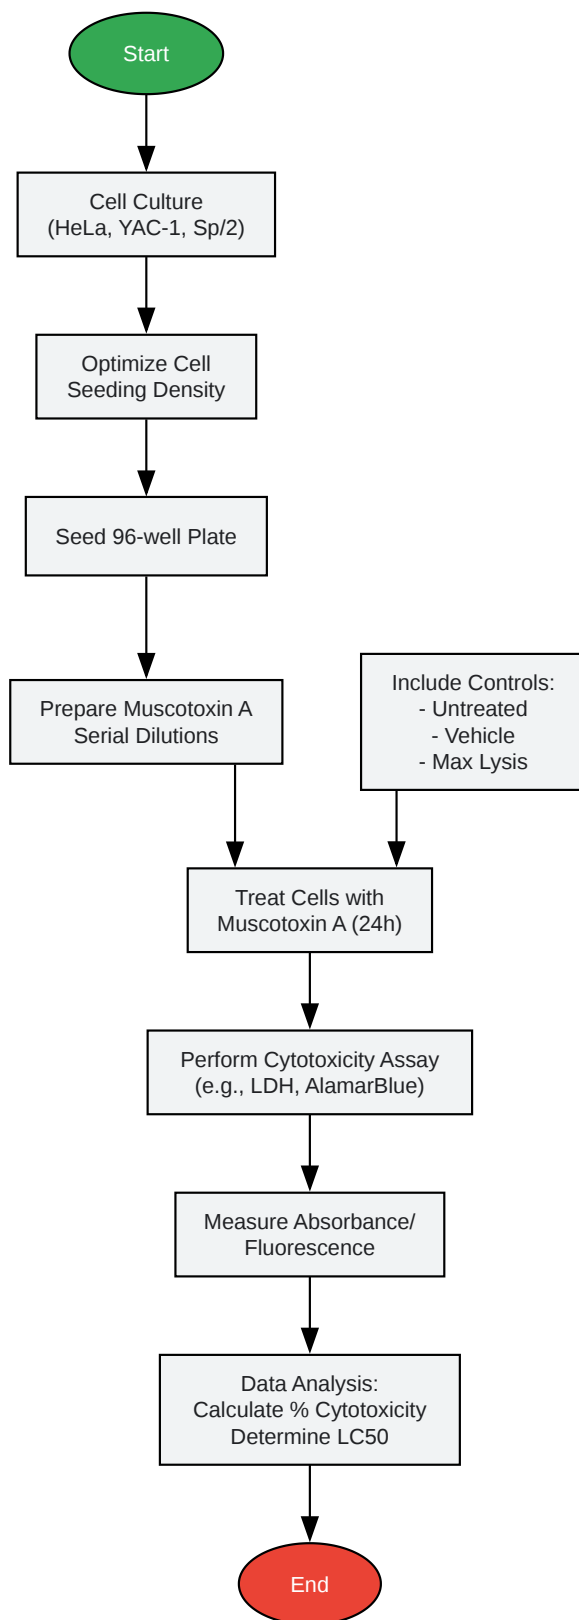 Start
Cell Culture
(HeLa, YAC-1, Sp/2)
Optimize Cell
Seeding Density
Seed 96-well Plate
Prepare Muscotoxin A
Serial Dilutions
Include Controls:
- Untreated
- Vehicle
- Max Lysis
Treat Cells with
Muscotoxin A (24h)
Perform Cytotoxicity Assay
(e.g., LDH, AlamarBlue)
Measure Absorbance/
Fluorescence
Data Analysis:
Calculate % Cytotoxicity
Determine LC50
End